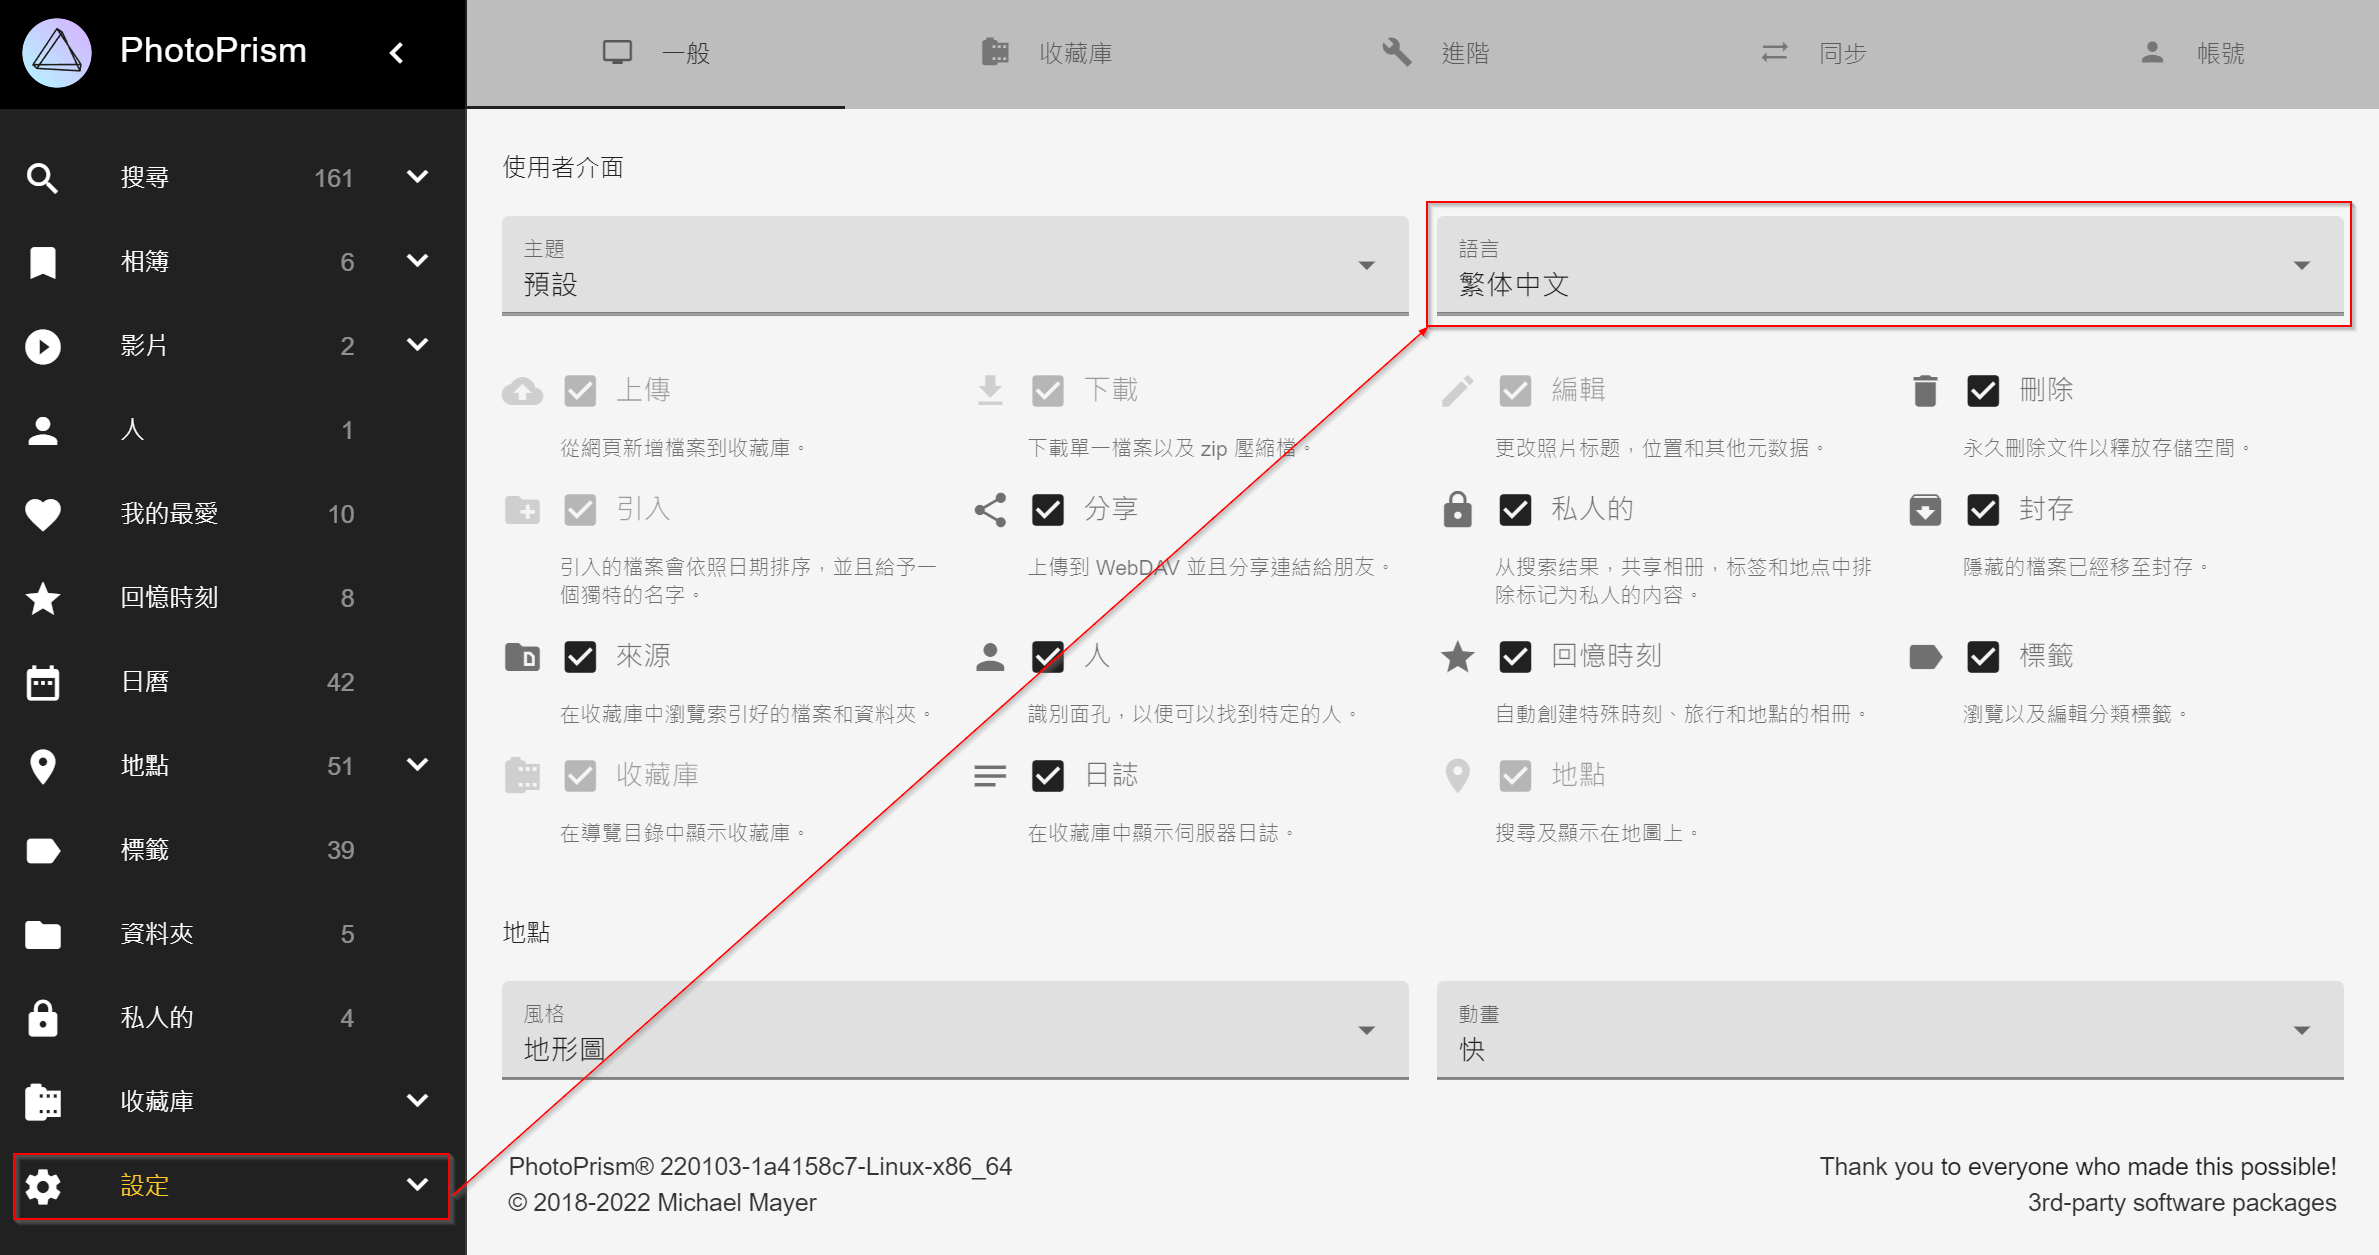 PhotoPrism
搜尋 161
相簿 6
影片 2
人 1
我的最愛 10
回憶時刻 8
日曆 42
地點 51
標籤 39
資料夾 5
私人的 4
收藏庫
設定
一般 收藏庫 進階 同步 帳號
使用者介面
主題
預設
語言
繁体中文
上傳
從網頁新增檔案到收藏庫。
下載
下載單一檔案以及 zip 壓縮檔。
編輯
更改照片标题，位置和其他元数据。
刪除
永久刪除文件以釋放存儲空間。
引入
引入的檔案會依照日期排序，並且給予一
個獨特的名字。
分享
上傳到 WebDAV 並且分享連結給朋友。
私人的
从搜索结果，共享相册，标签和地点中排
除标记为私人的内容。
封存
隱藏的檔案已經移至封存。
來源
在收藏庫中瀏覽索引好的檔案和資料夾。
人
識別面孔，以便可以找到特定的人。
回憶時刻
自動創建特殊時刻、旅行和地點的相冊。
標籤
瀏覽以及編輯分類標籤。
收藏庫
在導覽目錄中顯示收藏庫。
日誌
在收藏庫中顯示伺服器日誌。
地點
搜尋及顯示在地圖上。
地點
風格
地形圖
動畫
快
PhotoPrism® 220103-1a4158c7-Linux-x86_64
© 2018-2022 Michael Mayer
Thank you to everyone who made this possible!
3rd-party software packages